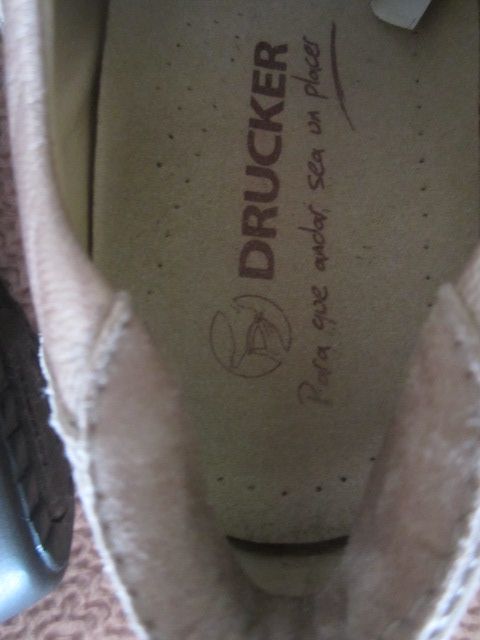 DRUCKER
Para que andar, sea un placer